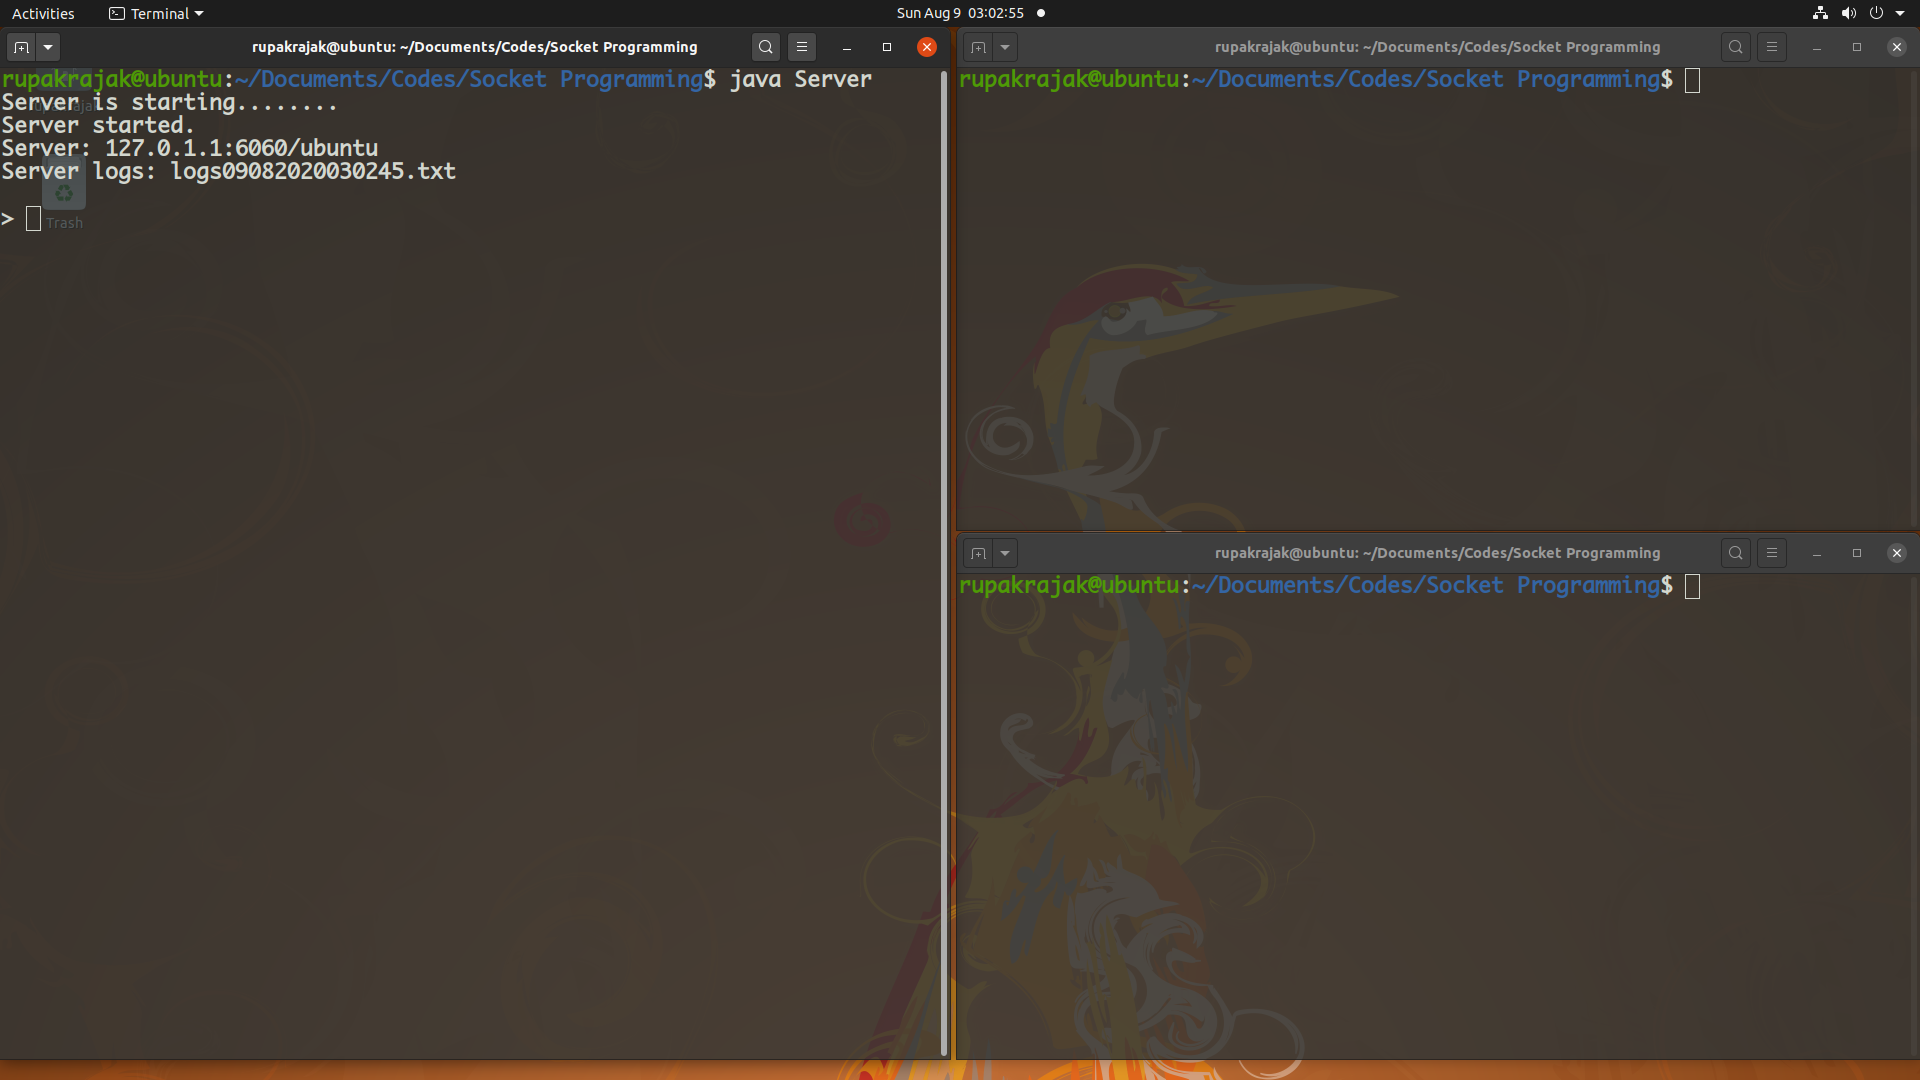 Activities Terminal Sun Aug 9 03:02:55
rupakrajak@ubuntu: ~/Documents/Codes/Socket Programming
rupakrajak@ubuntu:~/Documents/Codes/Socket Programming$ java Server
Server is starting........
Server started.
Server: 127.0.1.1:6060/ubuntu
Server logs: logs09082020030245.txt
>
Trash
rupakrajak@ubuntu: ~/Documents/Codes/Socket Programming
rupakrajak@ubuntu:~/Documents/Codes/Socket Programming$
rupakrajak@ubuntu: ~/Documents/Codes/Socket Programming
rupakrajak@ubuntu:~/Documents/Codes/Socket Programming$